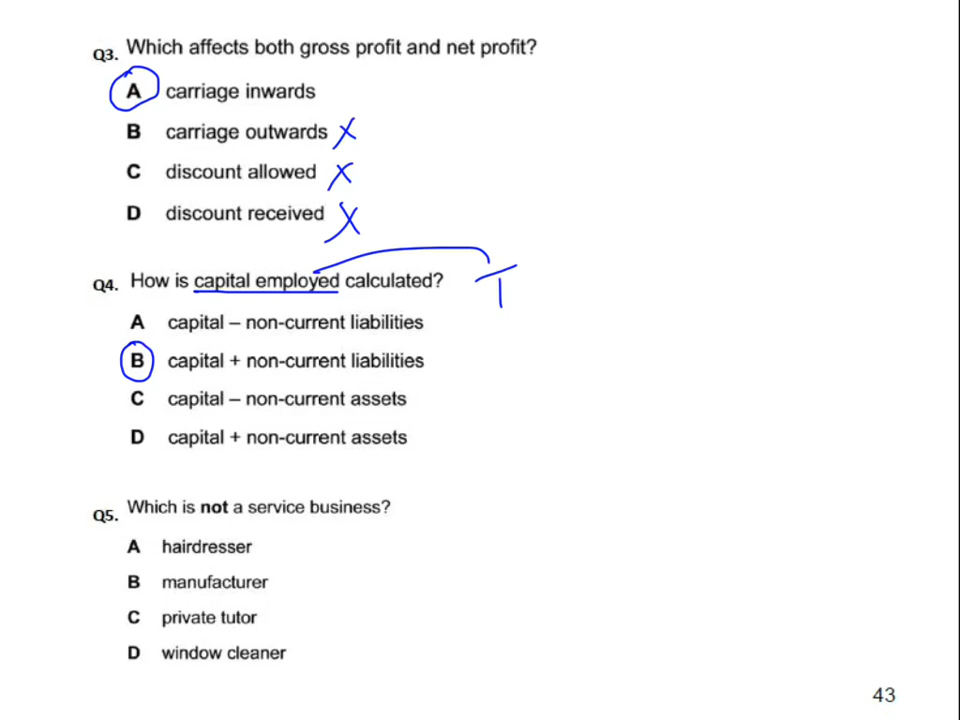 Q3. Which affects both gross profit and net profit?
A carriage inwards
B carriage outwards X
C discount allowed X
D discount received X
Q4. How is capital employed calculated? T
A capital – non-current liabilities
B capital + non-current liabilities
C capital – non-current assets
D capital + non-current assets
Q5. Which is not a service business?
A hairdresser
B manufacturer
C private tutor
D window cleaner
43